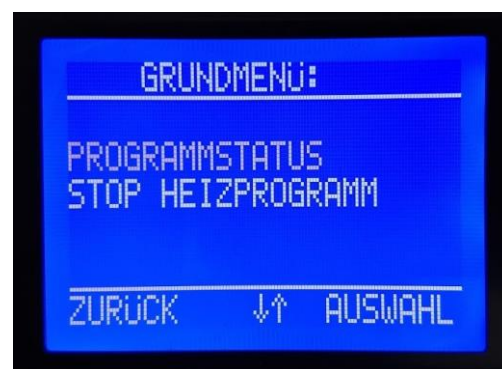 GRUNDMENü:
PROGRAMMSTATUS
STOP HEIZPROGRAMM
ZURüCK ↓↑ AUSWAHL